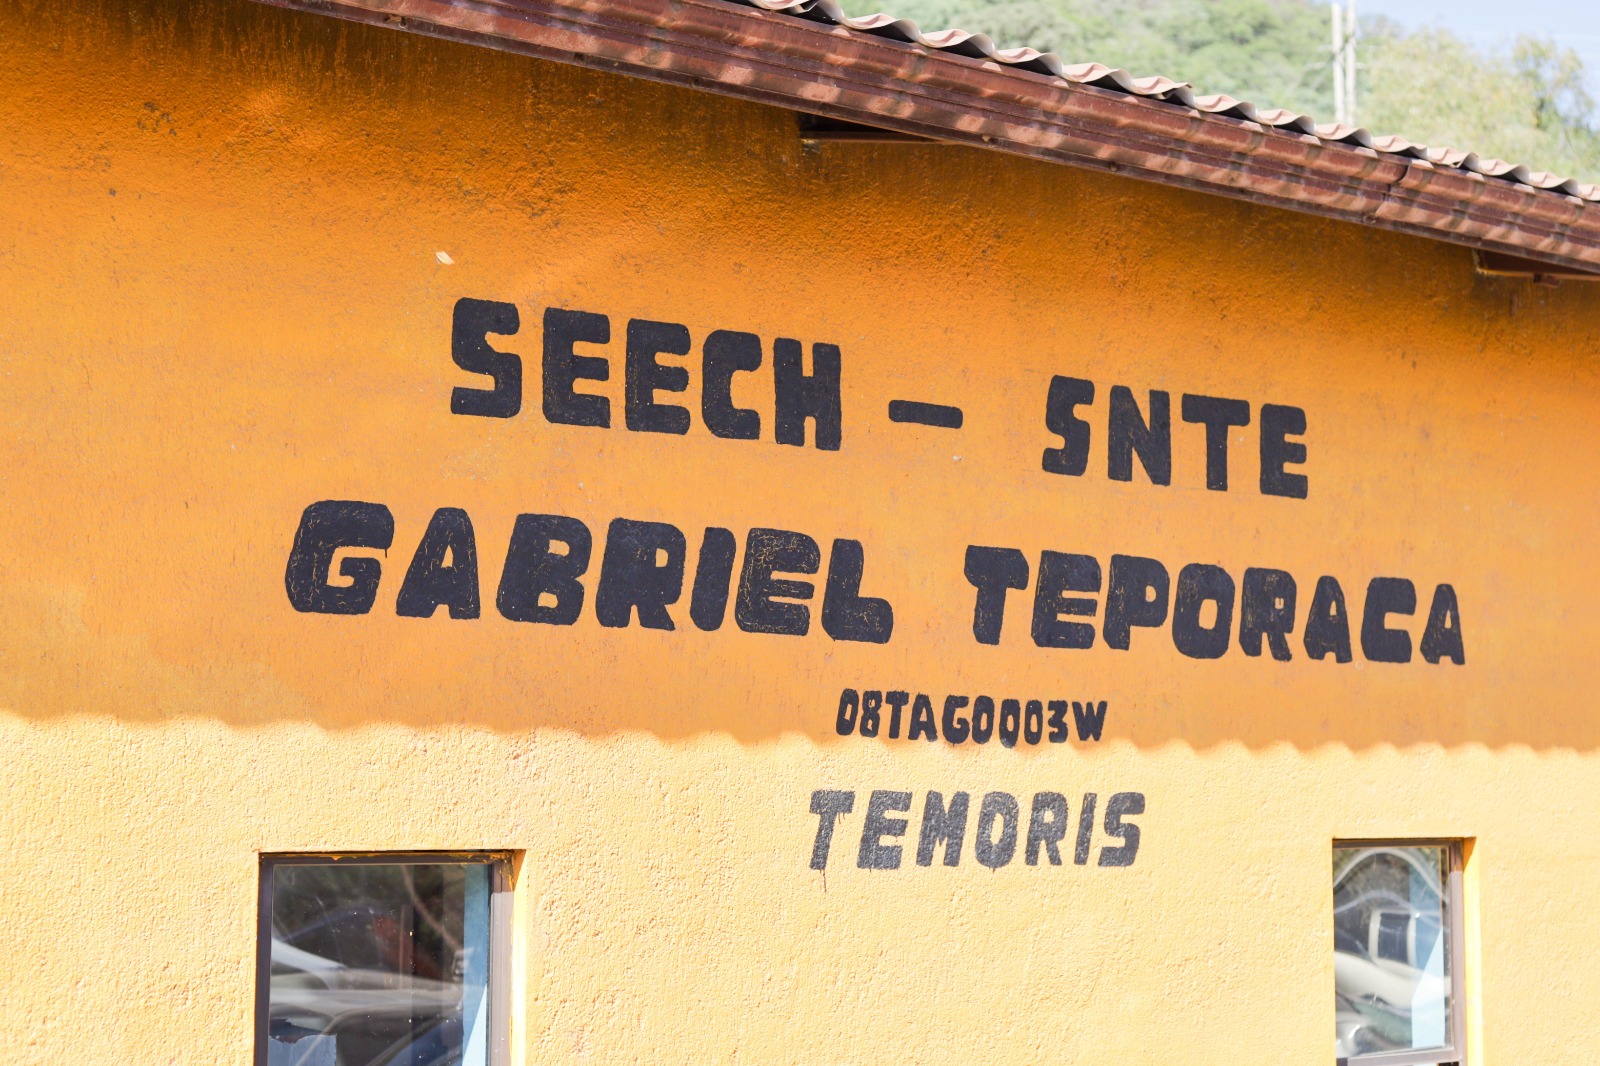 SEECH - SNTE
GABRIEL TEPORACA
08TAG0003W
TEMORIS